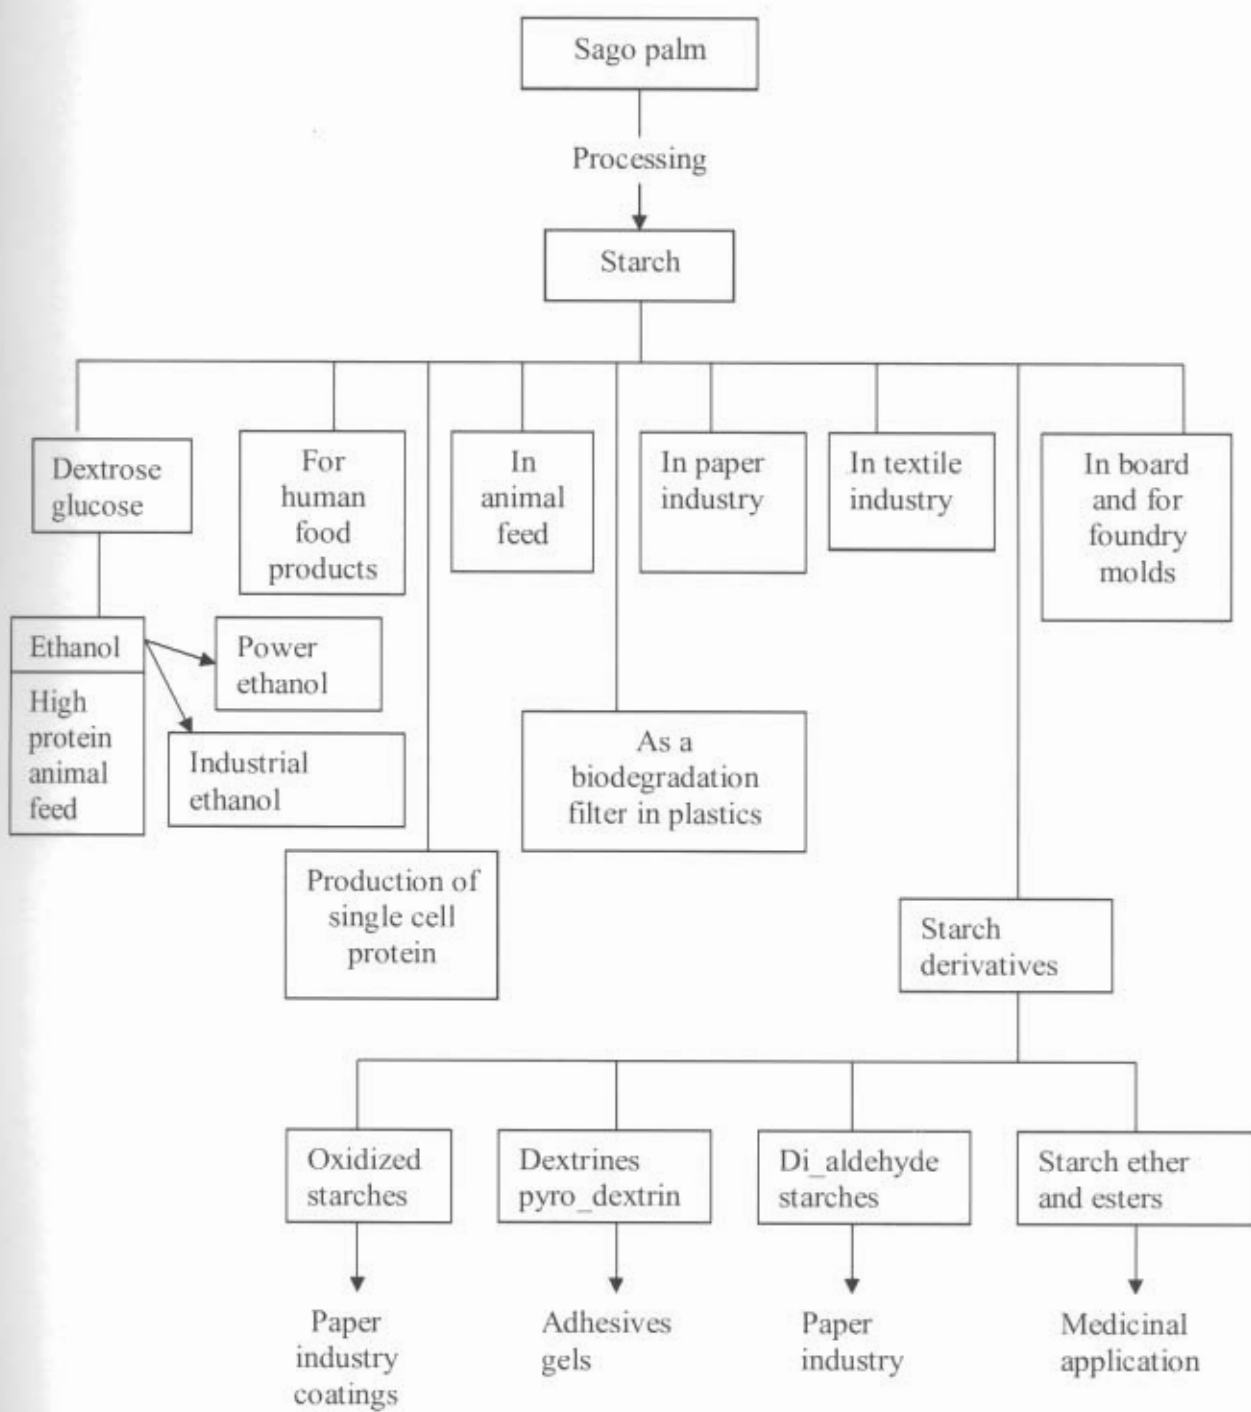 Sago palm
Processing
Starch
Dextrose
glucose
For
human
food
products
In
animal
feed
In paper
industry
In textile
industry
In board
and for
foundry
molds
Ethanol
High
protein
animal
feed
Power
ethanol
Industrial
ethanol
As a
biodegradation
filter in plastics
Production of
single cell
protein
Starch
derivatives
Oxidized
starches
Dextrines
pyro_dextrin
Di_aldehyde
starches
Starch ether
and esters
Paper
industry
coatings
Adhesives
gels
Paper
industry
Medicinal
application